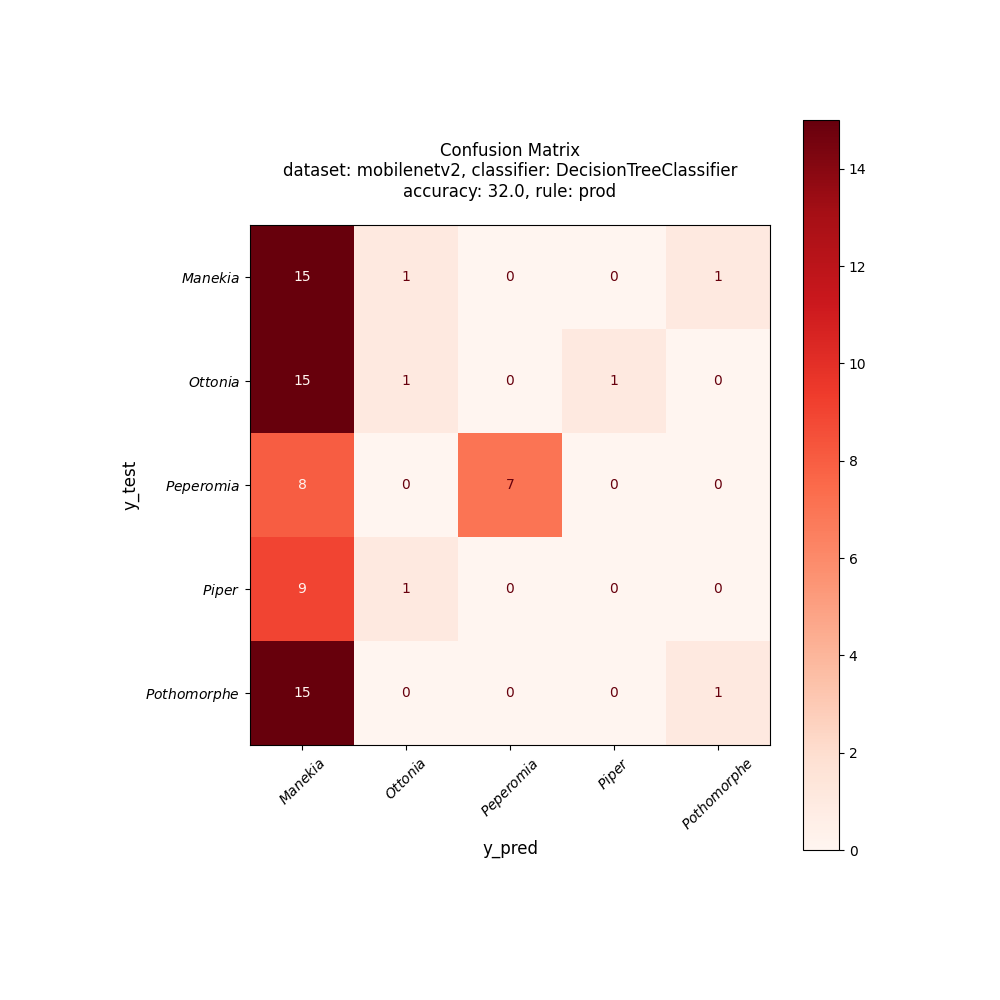 Confusion Matrix
dataset: mobilenetv2, classifier: DecisionTreeClassifier
accuracy: 32.0, rule: prod
Manekia 15 1 0 0 1
Ottonia 15 1 0 1 0
Peperomia 8 0 7 0 0
Piper 9 1 0 0 0
Pothomorphe 15 0 0 0 1
y_test
Manekia Ottonia Peperomia Piper Pothomorphe
y_pred
14
12
10
8
6
4
2
0